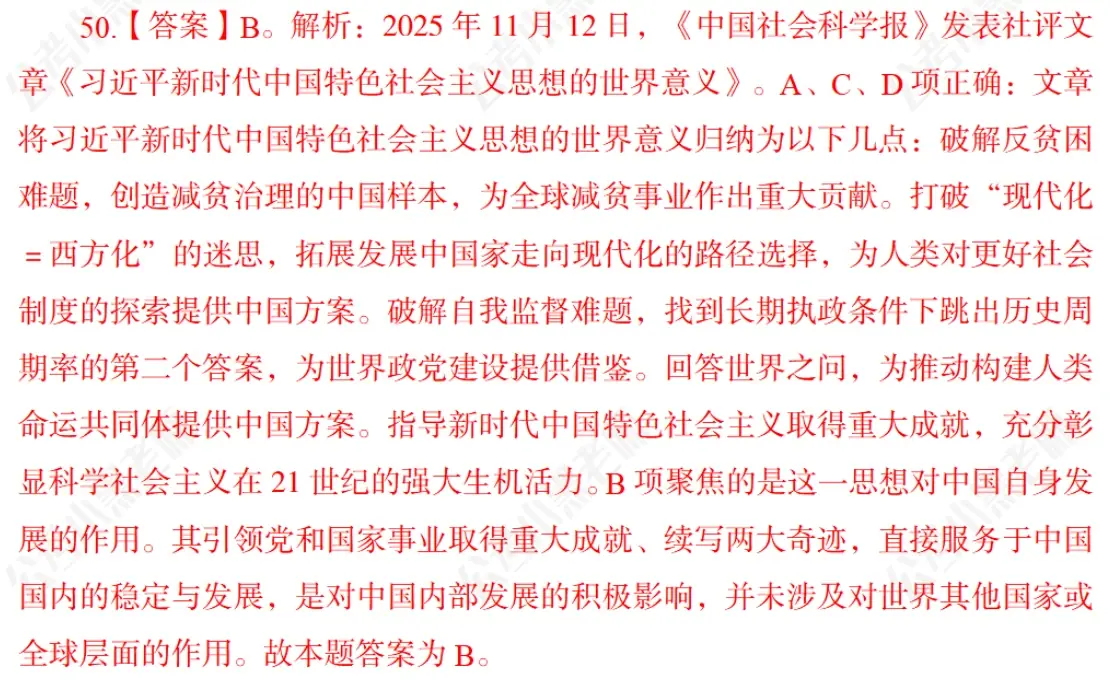 50.【答案】B。解析：2025 年 11 月 12 日，《中国社会科学报》发表社评文
章《习近平新时代中国特色社会主义思想的世界意义》。A、C、D 项正确：文章
将习近平新时代中国特色社会主义思想的世界意义归纳为以下几点：破解反贫困
难题，创造减贫治理的中国样本，为全球减贫事业作出重大贡献。打破“现代化
=西方化”的迷思，拓展发展中国家走向现代化的路径选择，为人类对更好社会
制度的探索提供中国方案。破解自我监督难题，找到长期执政条件下跳出历史周
期率的第二个答案，为世界政党建设提供借鉴。回答世界之问，为推动构建人类
命运共同体提供中国方案。指导新时代中国特色社会主义取得重大成就，充分彰
显科学社会主义在 21 世纪的强大生机活力。B 项聚焦的是这一思想对中国自身发
展的作用。其引领党和国家事业取得重大成就、续写两大奇迹，直接服务于中国
国内的稳定与发展，是对中国内部发展的积极影响，并未涉及对世界其他国家或
全球层面的作用。故本题答案为 B。